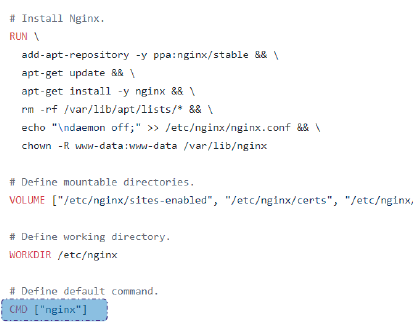 # Install Nginx.
RUN \
add-apt-repository -y ppa:nginx/stable && \
apt-get update && \
apt-get install -y nginx && \
rm -rf /var/lib/apt/lists/* && \
echo "\ndaemon off;" >> /etc/nginx/nginx.conf && \
chown -R www-data:www-data /var/lib/nginx
# Define mountable directories.
VOLUME ["/etc/nginx/sites-enabled", "/etc/nginx/certs", "/etc/nginx,
# Define working directory.
WORKDIR /etc/nginx
# Define default command.
CMD ["nginx"]